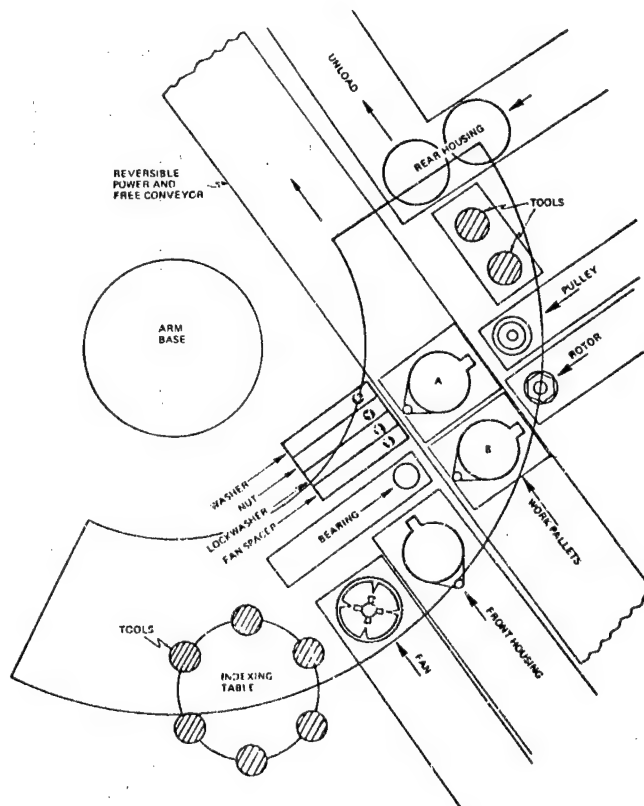 UNLOAD
REAR HOUSING
REVERSIBLE
POWER AND
FREE CONVEYOR
TOOLS
PULLEY
ARM
BASE
ROTOR
A
B
WASHER
NUT
LOCKWASHER
FAN SPACER
BEARING
WORK PALLETS
FRONT HOUSING
FAN
TOOLS
INDEXING
TABLE